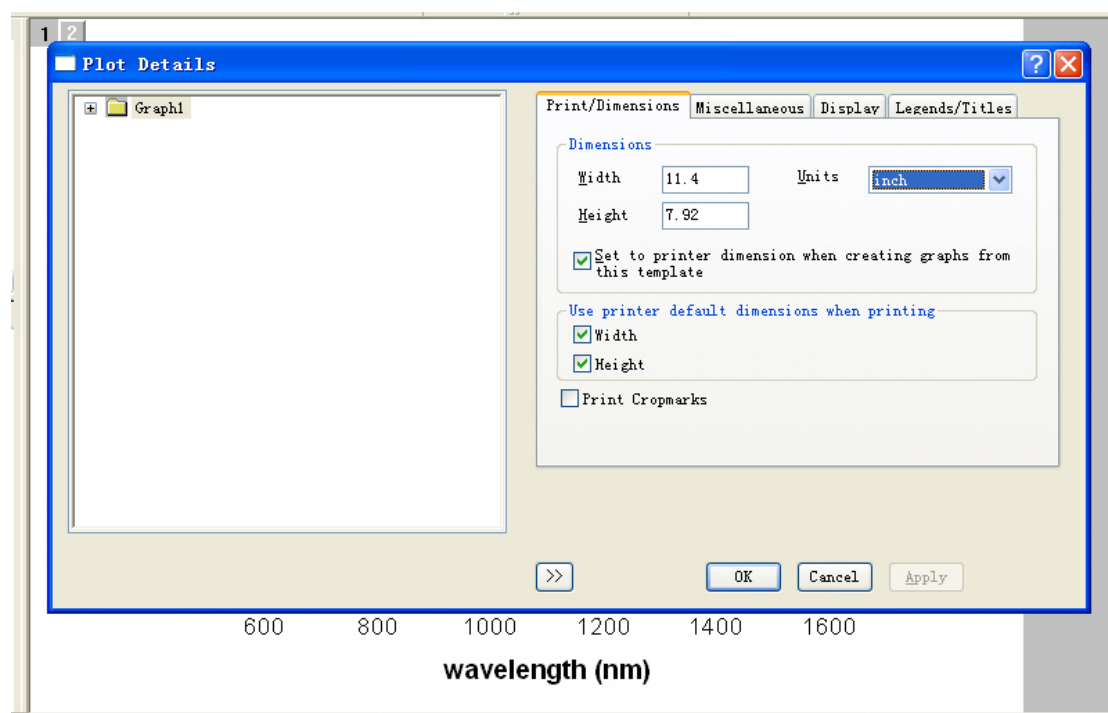 1 2
Plot Details
Graph1
Print/Dimensions Miscellaneous Display Legends/Titles
Dimensions
Width 11.4 Units inch
Height 7.92
Set to printer dimension when creating graphs from
this template
Use printer default dimensions when printing
Width
Height
Print Cropmarks
>> OK Cancel Apply
600 800 1000 1200 1400 1600
wavelength (nm)